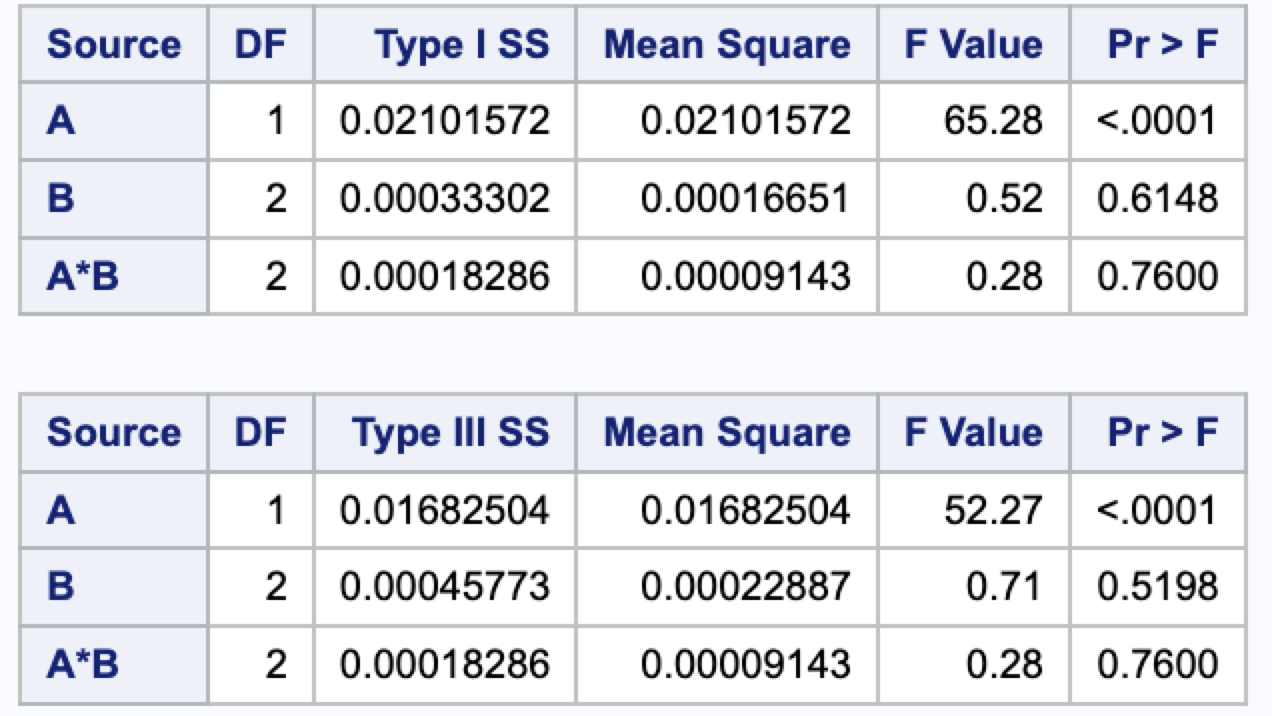 Source DF Type I SS Mean Square F Value Pr > F
A 1 0.02101572 0.02101572 65.28 <.0001
B 2 0.00033302 0.00016651 0.52 0.6148
A*B 2 0.00018286 0.00009143 0.28 0.7600
Source DF Type III SS Mean Square F Value Pr > F
A 1 0.01682504 0.01682504 52.27 <.0001
B 2 0.00045773 0.00022887 0.71 0.5198
A*B 2 0.00018286 0.00009143 0.28 0.7600